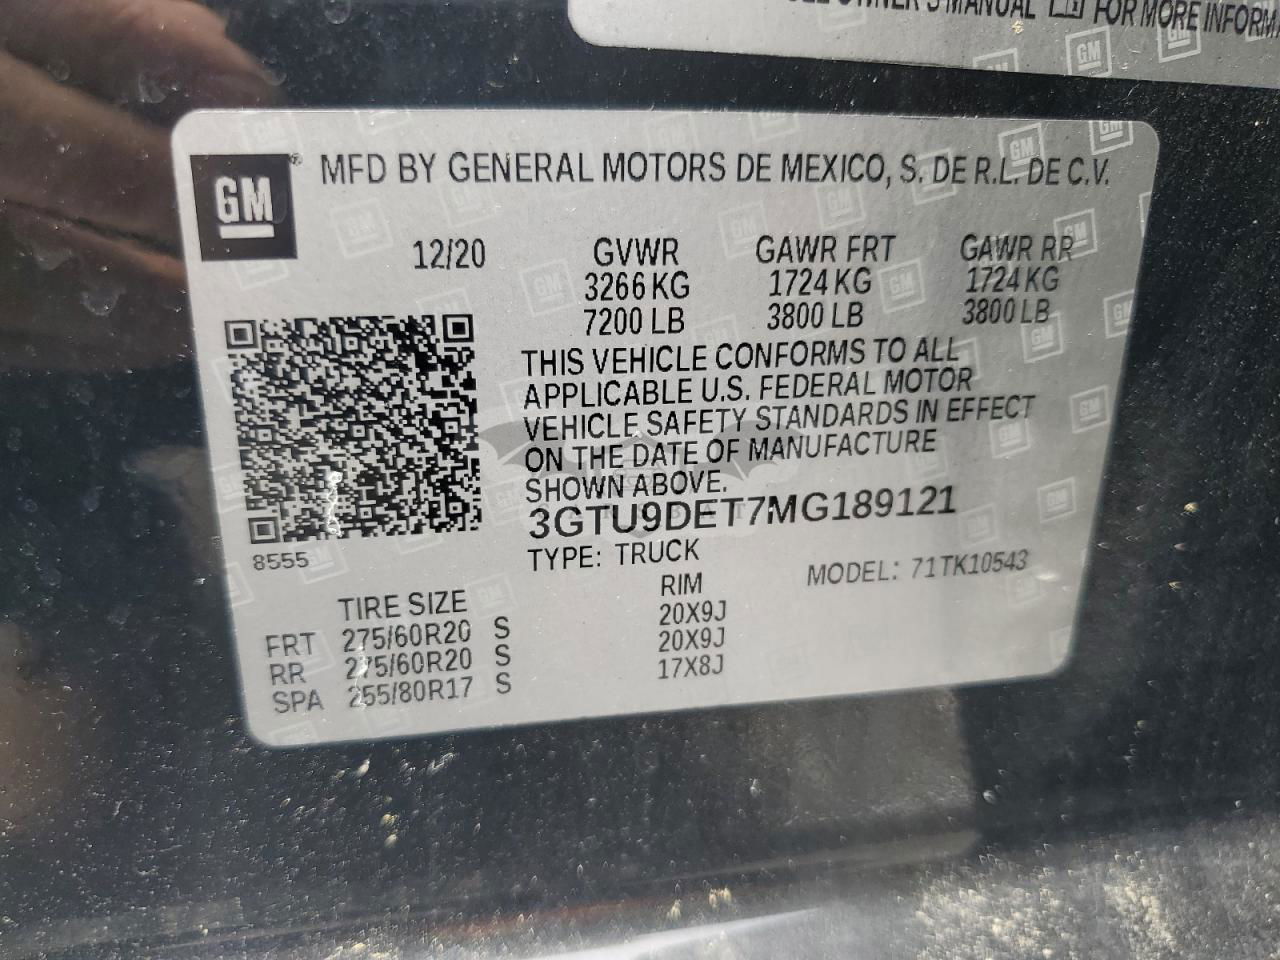 OWNER'S MANUAL FOR MORE INFORMA
GM
MFD BY GENERAL MOTORS DE MEXICO, S. DE R.L. DE C.V.
12/20 GVWR GAWR FRT GAWR RR
3266 KG 1724 KG 1724 KG
7200 LB 3800 LB 3800 LB
THIS VEHICLE CONFORMS TO ALL
APPLICABLE U.S. FEDERAL MOTOR
VEHICLE SAFETY STANDARDS IN EFFECT
ON THE DATE OF MANUFACTURE
SHOWN ABOVE.
3GTU9DET7MG189121
8555
TYPE: TRUCK MODEL: 71TK10543
TIRE SIZE RIM
FRT 275/60R20 S 20X9J
RR 275/60R20 S 20X9J
SPA 255/80R17 S 17X8J